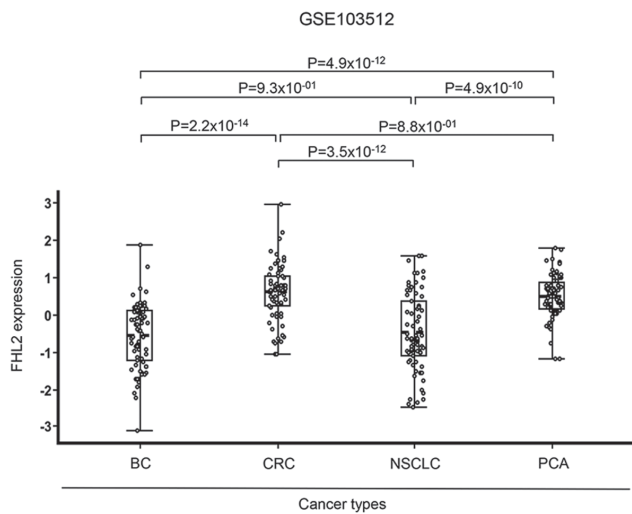 GSE103512
P=4.9x10⁻¹²
P=9.3x10⁻⁰¹ P=4.9x10⁻¹⁰
P=2.2x10⁻¹⁴ P=8.8x10⁻⁰¹
P=3.5x10⁻¹²
3
2
1
0
-1
-2
-3
FHL2 expression
BC CRC NSCLC PCA
Cancer types